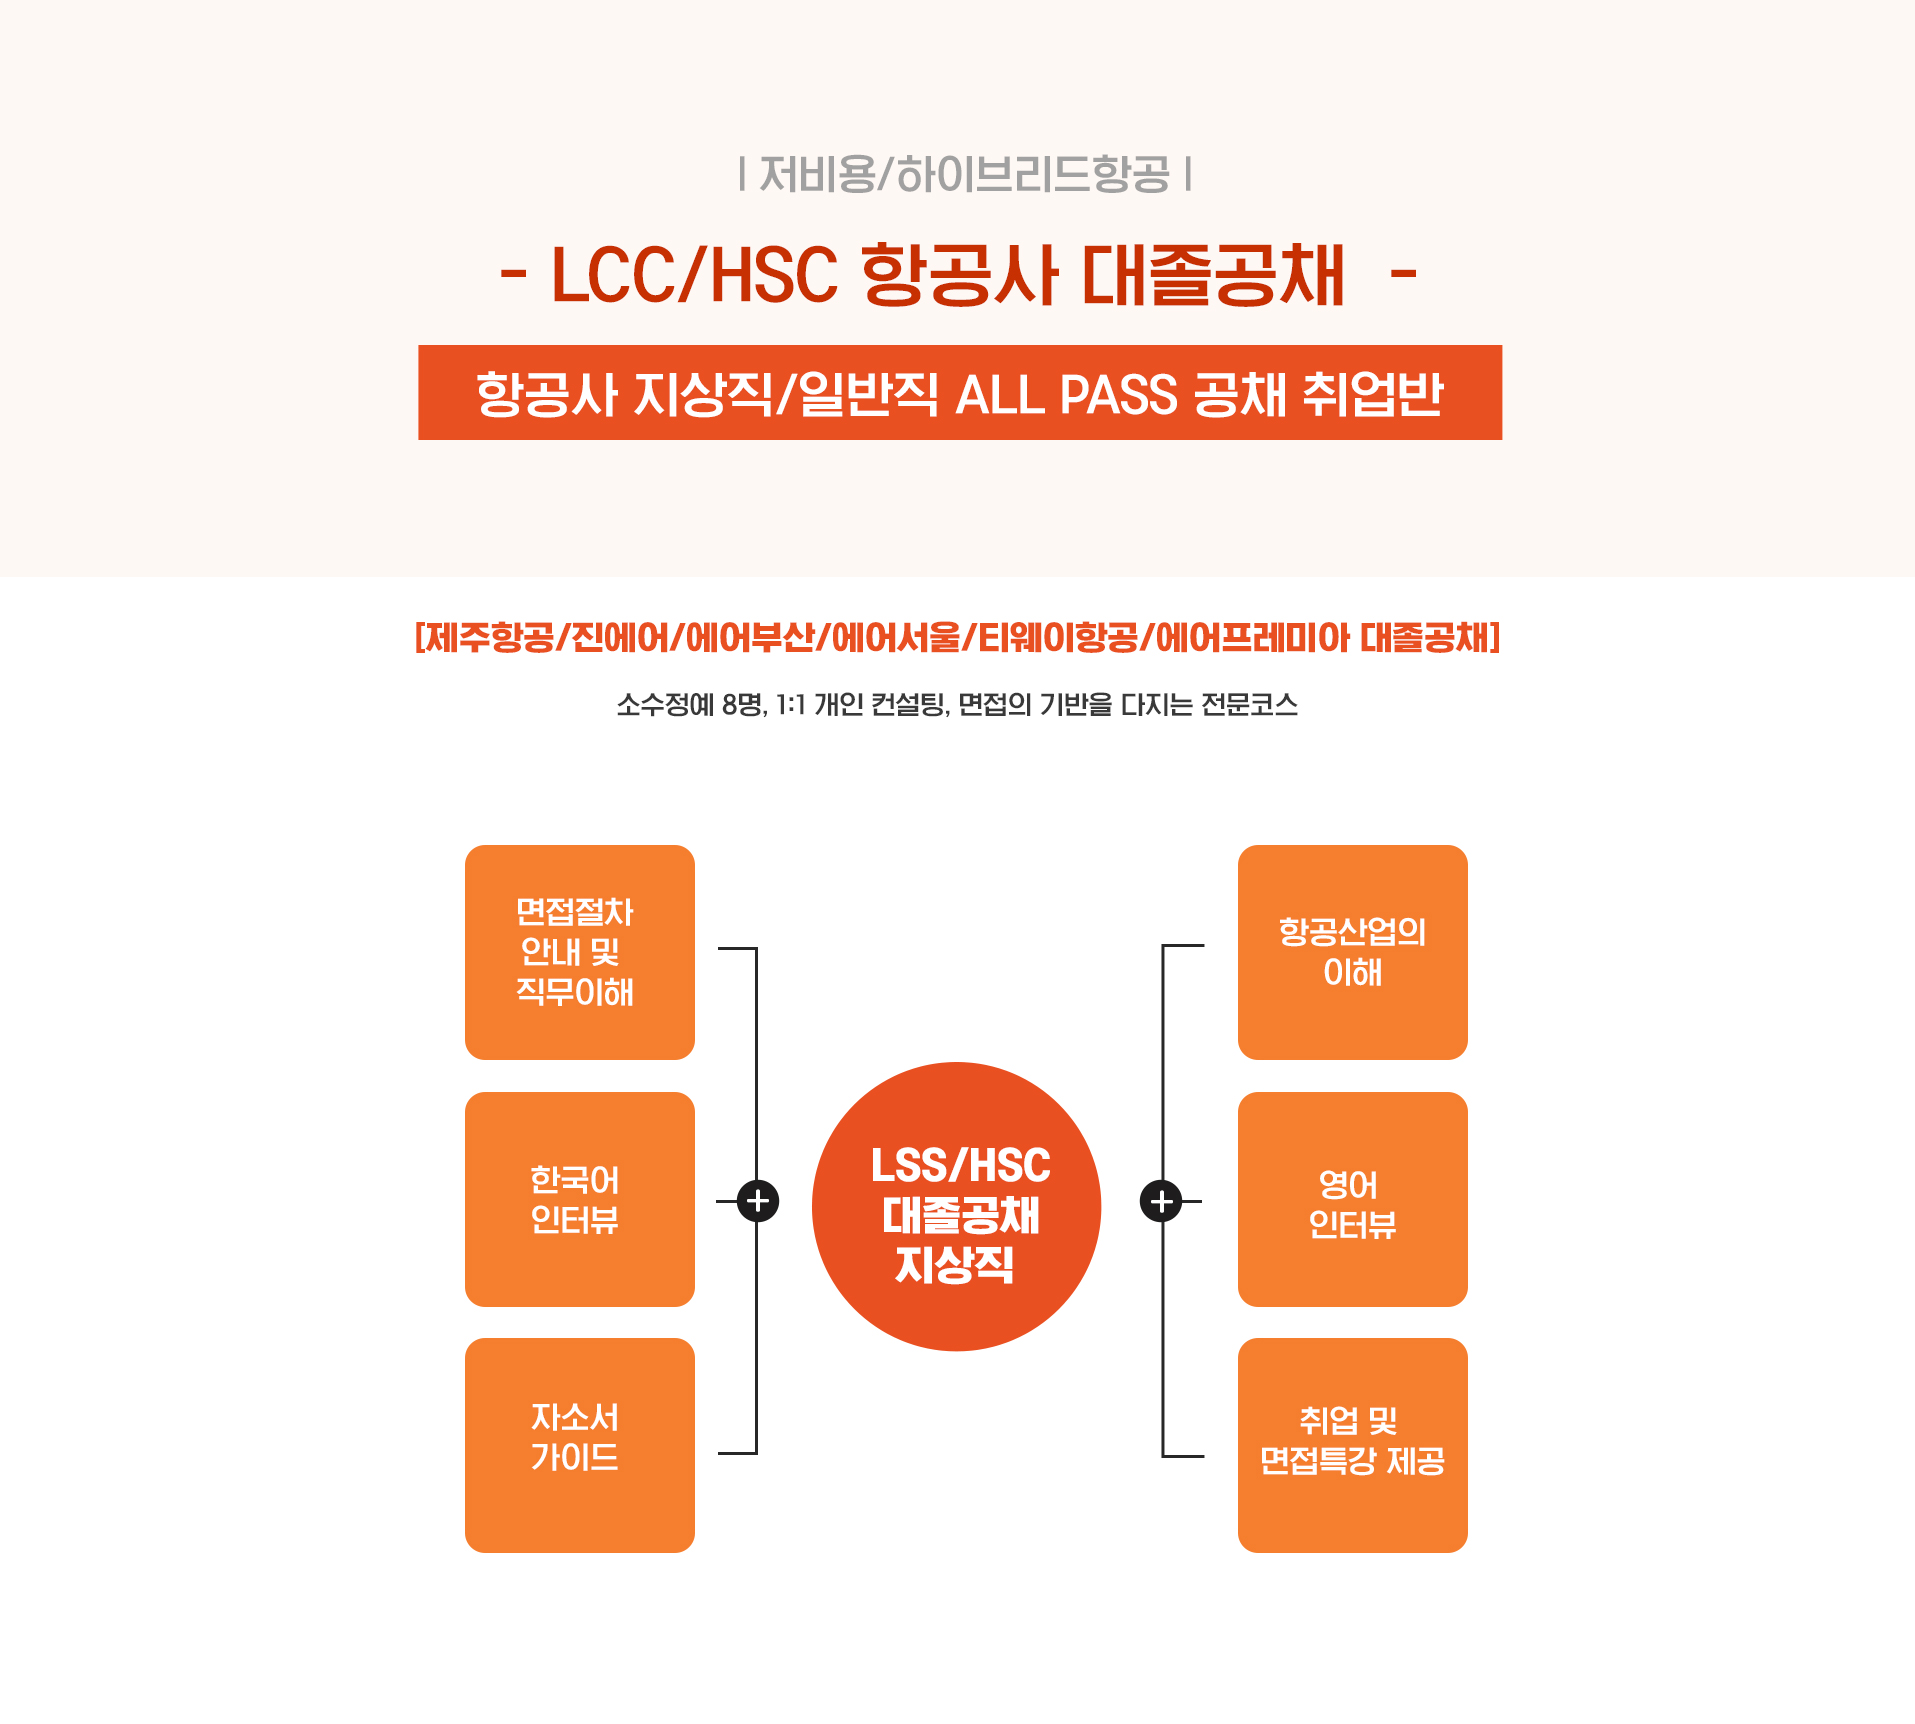 | 저비용/하이브리드항공 |
- LCC/HSC 항공사 대졸공채 -
항공사 지상직/일반직 ALL PASS 공채 취업반
[제주항공/진에어/에어부산/에어서울/티웨이항공/에어프레미아 대졸공채]
소수정예 8명, 1:1 개인 컨설팅, 면접의 기반을 다지는 전문코스
면접절차
안내 및
직무이해
한국어
인터뷰
자소서
가이드
LSS/HSC
대졸공채
지상직
항공산업의
이해
영어
인터뷰
취업 및
면접특강 제공